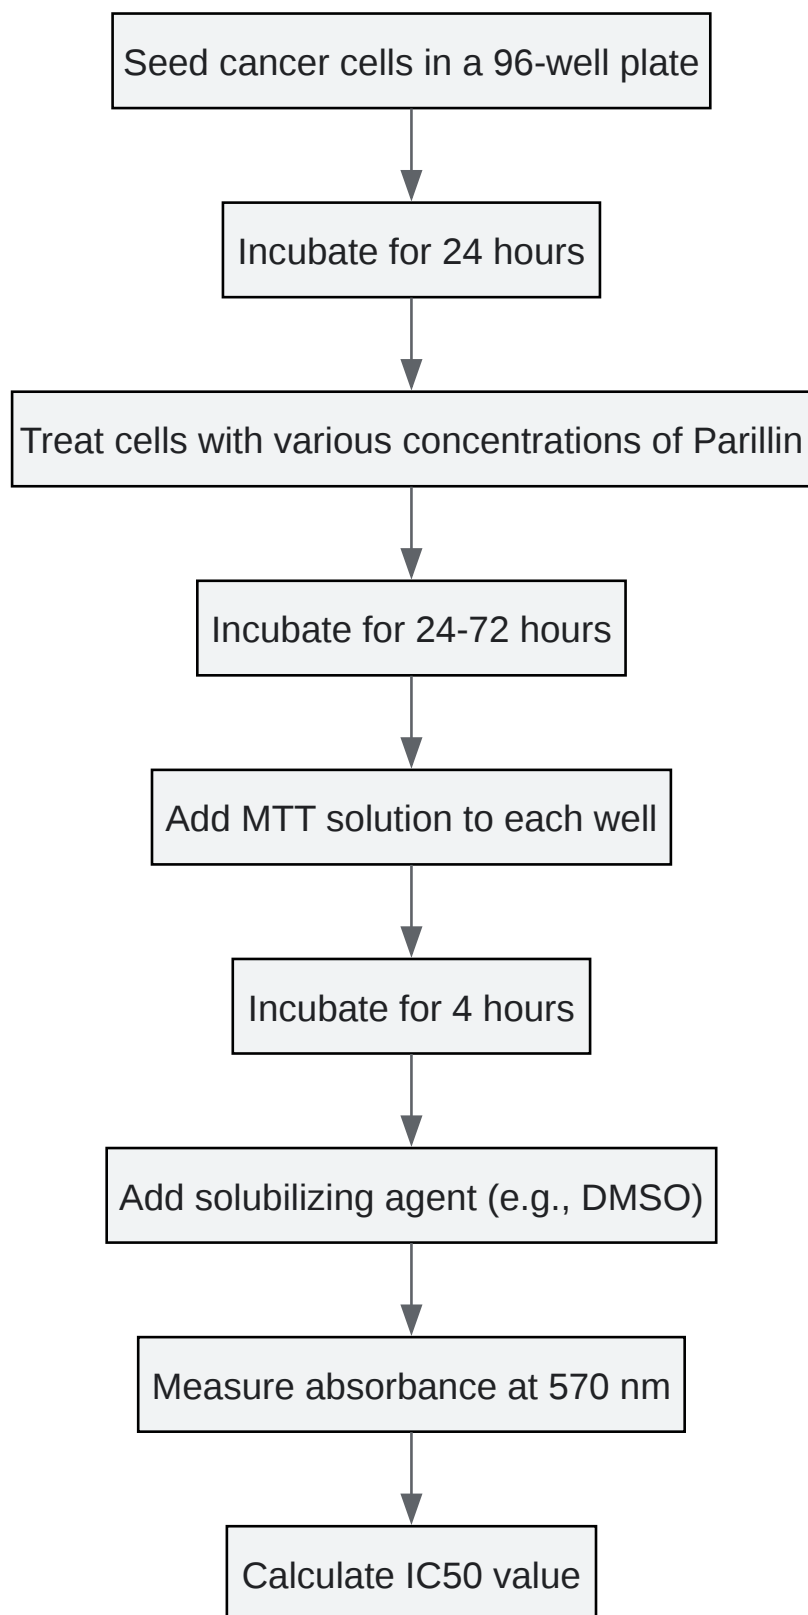 Seed cancer cells in a 96-well plate
Incubate for 24 hours
Treat cells with various concentrations of Parillin
Incubate for 24-72 hours
Add MTT solution to each well
Incubate for 4 hours
Add solubilizing agent (e.g., DMSO)
Measure absorbance at 570 nm
Calculate IC50 value